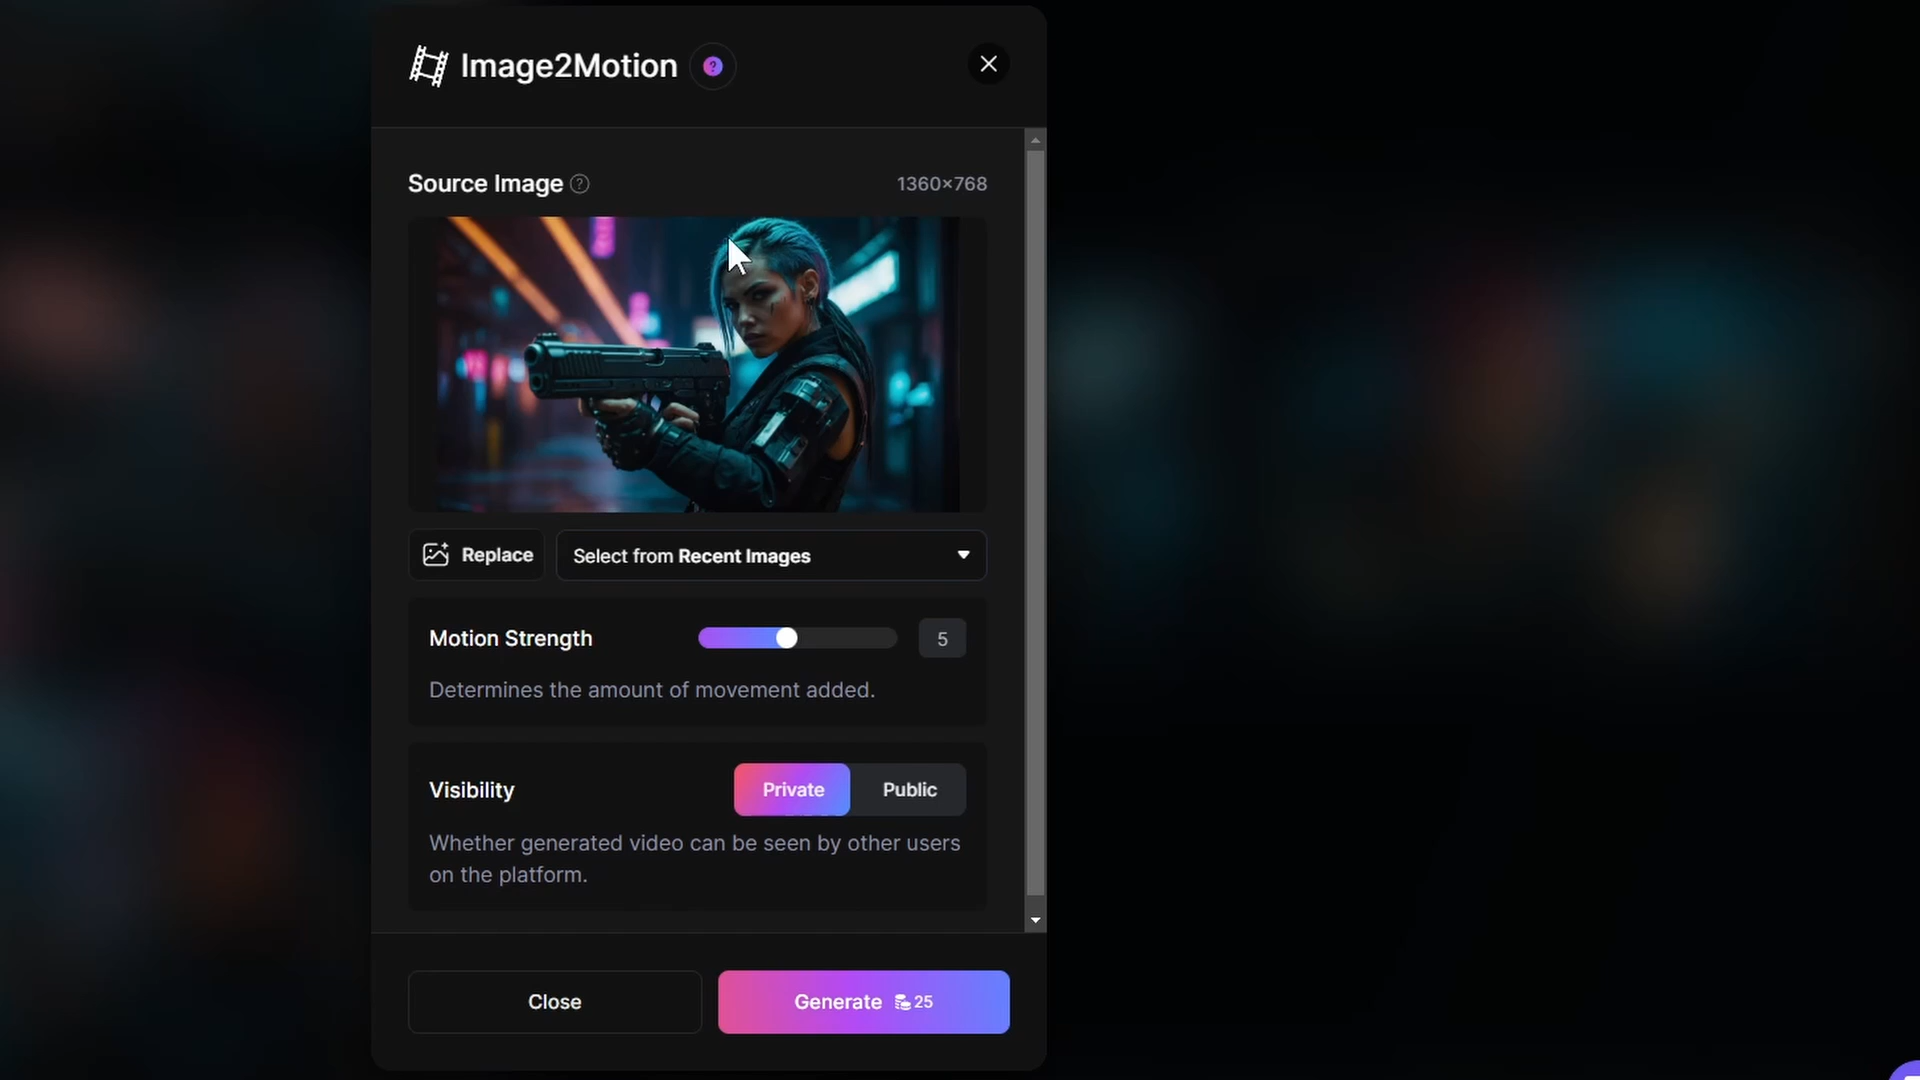 Image2Motion ?
Source Image ? 1360×768
Replace Select from Recent Images
Motion Strength 5
Determines the amount of movement added.
Visibility Private Public
Whether generated video can be seen by other users
on the platform.
Close Generate 25